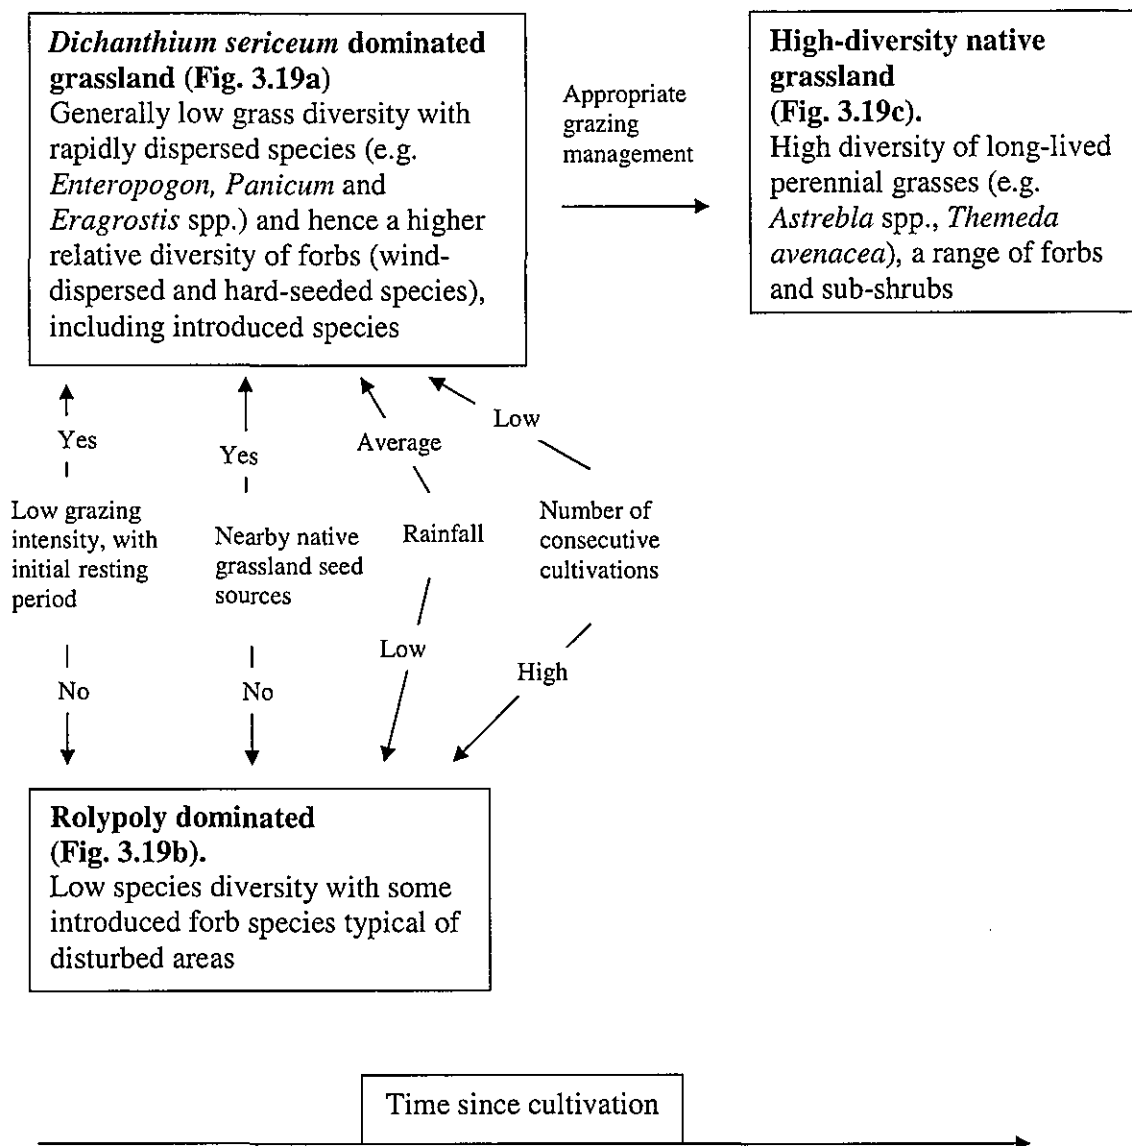 Dichanthium sericeum dominated
grassland (Fig. 3.19a)
Generally low grass diversity with
rapidly dispersed species (e.g.
Enteropogon, Panicum and
Eragrostis spp.) and hence a higher
relative diversity of forbs (wind-
dispersed and hard-seeded species),
including introduced species
Appropriate
grazing
management
High-diversity native
grassland
(Fig. 3.19c).
High diversity of long-lived
perennial grasses (e.g.
Astrebla spp., Themeda
avenacea), a range of forbs
and sub-shrubs
Yes
Yes
Average
Low
Low grazing
intensity, with
initial resting
period
Nearby native
grassland seed
sources
Rainfall
Number of
consecutive
cultivations
No
No
Low
High
Rolypoly dominated
(Fig. 3.19b).
Low species diversity with some
introduced forb species typical of
disturbed areas
Time since cultivation